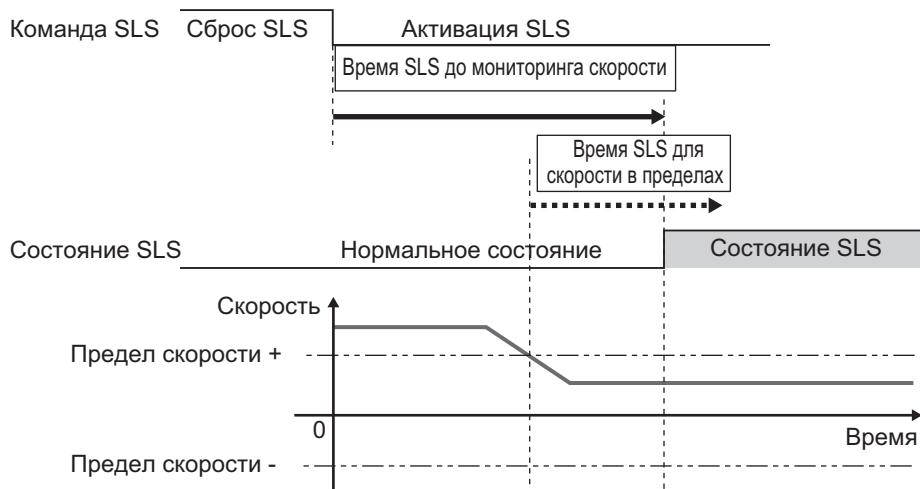 Команда SLS
Сброс SLS
Активация SLS
Время SLS до мониторинга скорости
Время SLS для
скорости в пределах
Состояние SLS
Нормальное состояние
Состояние SLS
Скорость
Предел скорости +
0
Время
Предел скорости -